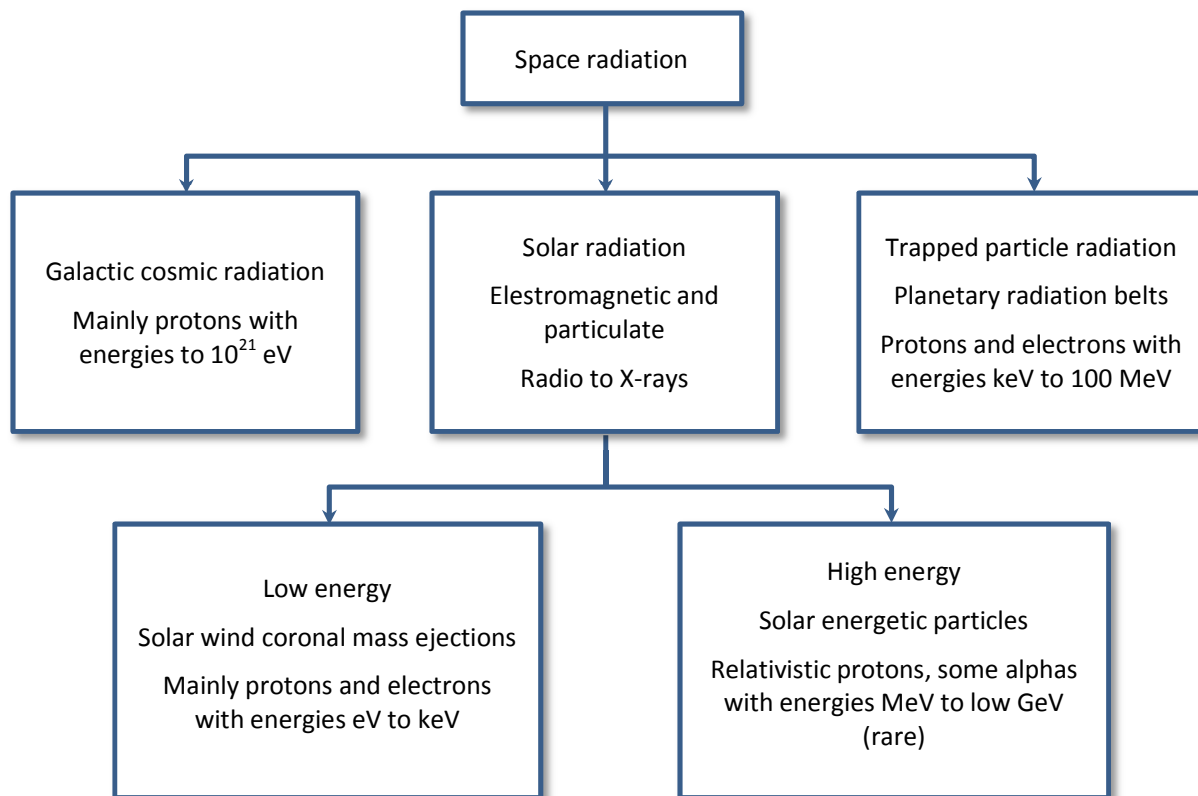 Space radiation
Galactic cosmic radiation
Mainly protons with
energies to 10²¹ eV
Solar radiation
Elestromagnetic and
particulate
Radio to X-rays
Trapped particle radiation
Planetary radiation belts
Protons and electrons with
energies keV to 100 MeV
Low energy
Solar wind coronal mass ejections
Mainly protons and electrons
with energies eV to keV
High energy
Solar energetic particles
Relativistic protons, some alphas
with energies MeV to low GeV
(rare)